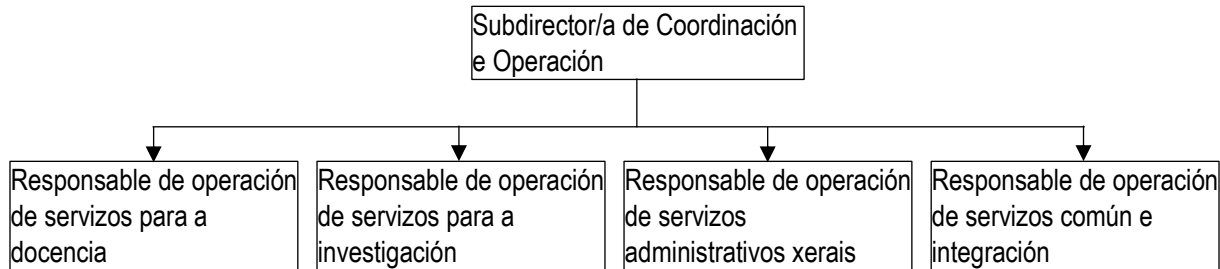 Subdirector/a de Coordinación
e Operación
Responsable de operación
de servizos para a
docencia
Responsable de operación
de servizos para a
investigación
Responsable de operación
de servizos
administrativos xerais
Responsable de operación
de servizos común e
integración